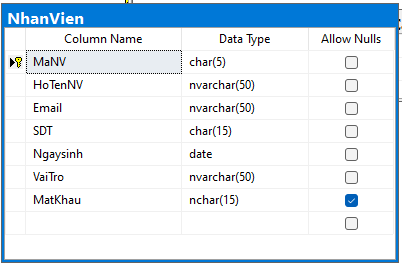 NhanVien
Column Name Data Type Allow Nulls
MaNV char(5)
HoTenNV nvarchar(50)
Email nvarchar(50)
SDT char(15)
Ngaysinh date
VaiTro nvarchar(50)
MatKhau nchar(15)